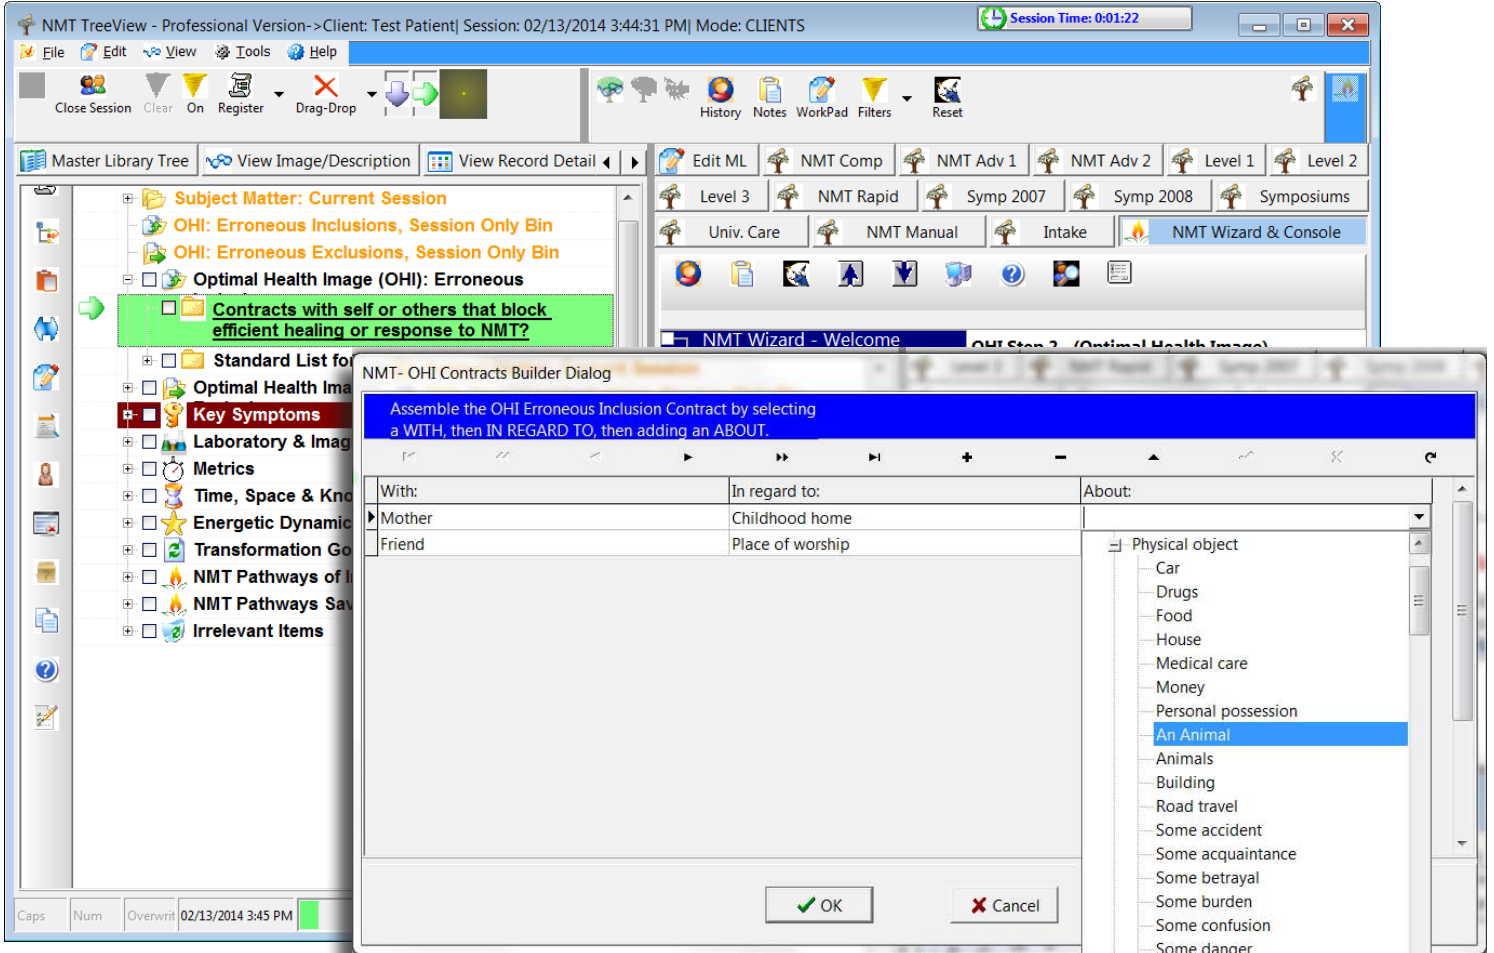 NMT TreeView - Professional Version->Client: Test Patient| Session: 02/13/2014 3:44:31 PM| Mode: CLIENTS
Session Time: 0:01:22
File Edit View Tools Help
Close Session Clear On Register Drag-Drop
History Notes WorkPad Filters Reset
Master Library Tree View Image/Description View Record Detail
Edit ML NMT Comp NMT Adv 1 NMT Adv 2 Level 1 Level 2
Level 3 NMT Rapid Symp 2007 Symp 2008 Symposiums
Univ. Care NMT Manual Intake NMT Wizard & Console
Subject Matter: Current Session
OHI: Erroneous Inclusions, Session Only Bin
OHI: Erroneous Exclusions, Session Only Bin
Optimal Health Image (OHI): Erroneous
Contracts with self or others that block
efficient healing or response to NMT?
Standard List fo
Optimal Health Ima
Key Symptoms
Laboratory & Imag
Metrics
Time, Space & Kno
Energetic Dynamic
Transformation Go
NMT Pathways of I
NMT Pathways Sav
Irrelevant Items
NMT Wizard - Welcome
OHI Step 2 (Optimal Health Image)
NMT- OHI Contracts Builder Dialog
Assemble the OHI Erroneous Inclusion Contract by selecting
a WITH, then IN REGARD TO, then adding an ABOUT.
With: In regard to: About:
Mother Childhood home
Friend Place of worship
Physical object
Car
Drugs
Food
House
Medical care
Money
Personal possession
An Animal
Animals
Building
Road travel
Some accident
Some acquaintance
Some betrayal
Some burden
Some confusion
Some danger
OK Cancel
Caps Num Overwrit 02/13/2014 3:45 PM